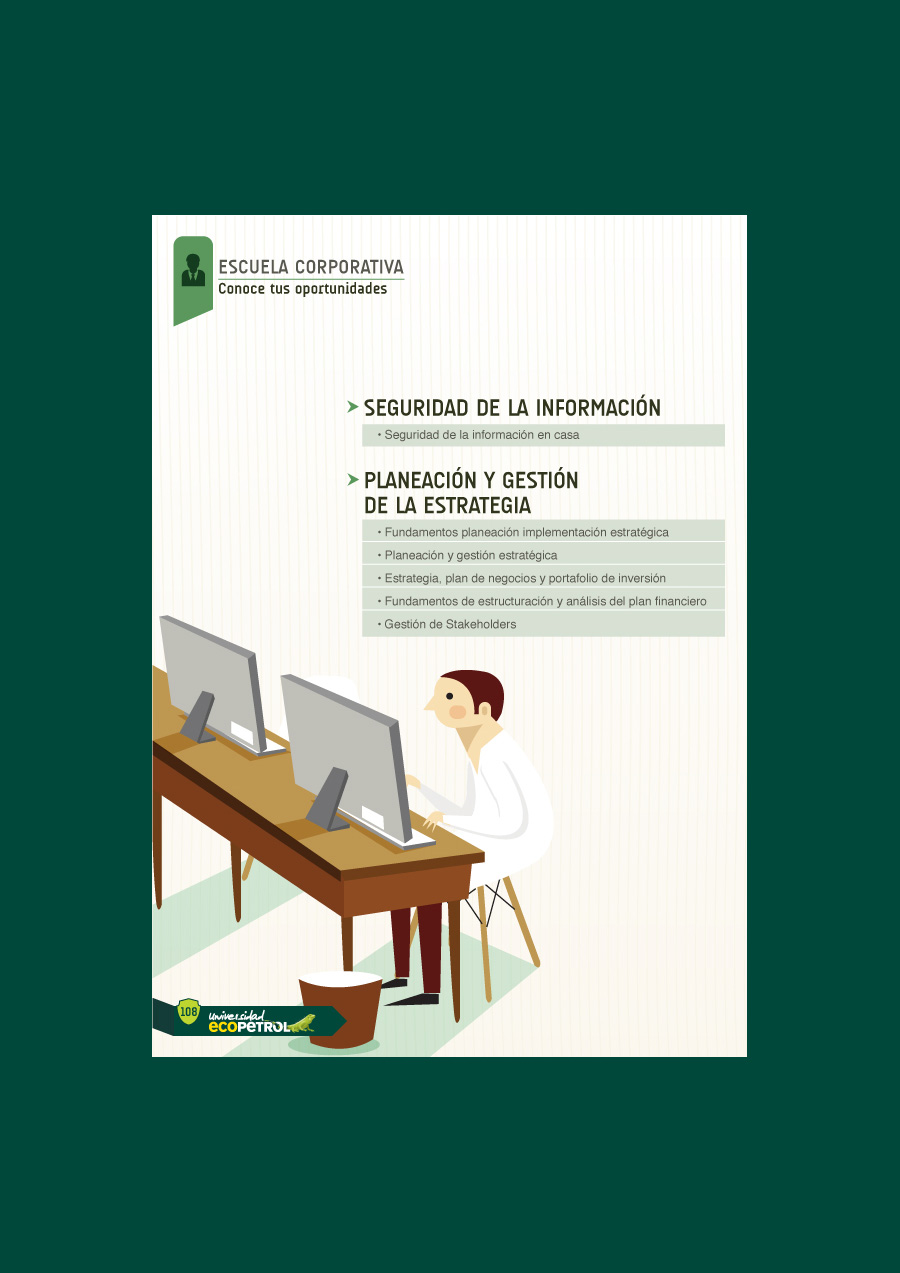 ESCUELA CORPORATIVA
Conoce tus oportunidades
SEGURIDAD DE LA INFORMACIÓN
• Seguridad de la información en casa
PLANEACIÓN Y GESTIÓN
DE LA ESTRATEGIA
• Fundamentos planeación implementación estratégica
• Planeación y gestión estratégica
• Estrategia, plan de negocios y portafolio de inversión
• Fundamentos de estructuración y análisis del plan financiero
• Gestión de Stakeholders
108
universidad
ECOPETROL